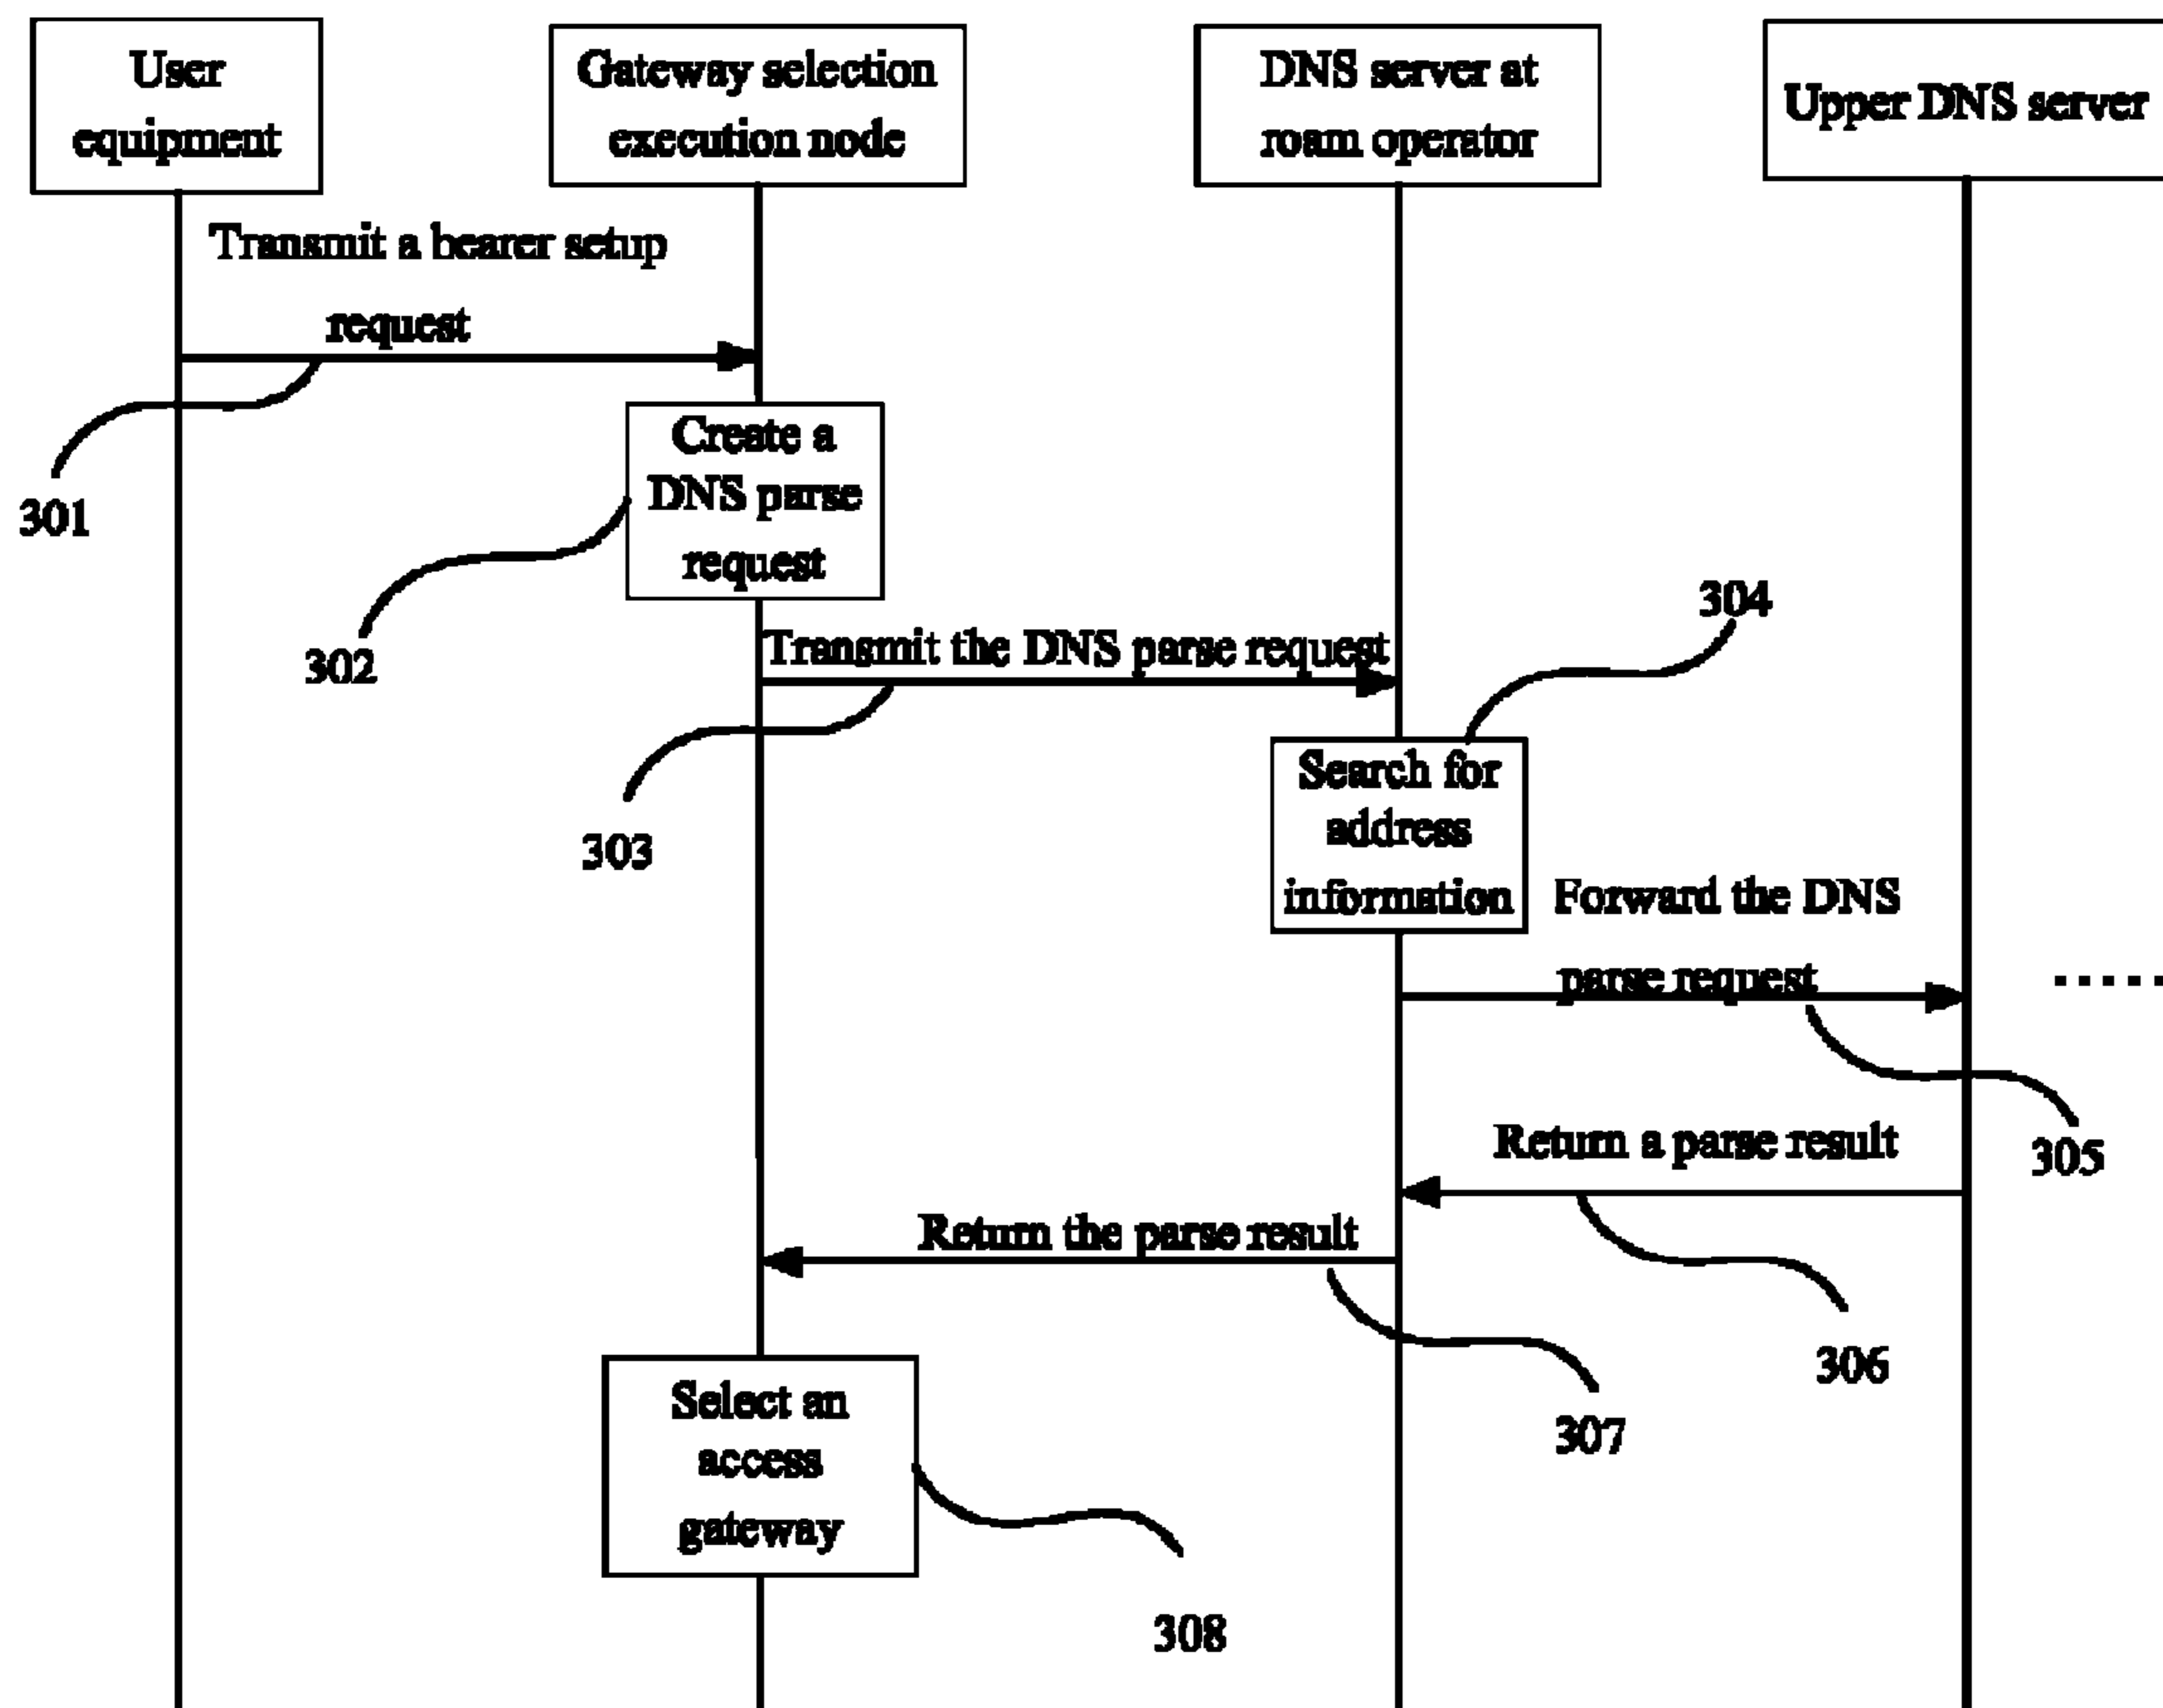 User
equipment
Gateway selection
execution node
DNS server at
roam operator
Upper DNS server
Transmit a bearer setup
request
301
Create a
DNS parse
request
302
Transmit the DNS parse request
303
304
Search for
address
information
Forward the DNS
parse request
305
Return a parse result
306
Return the parse result
307
Select an
access
gateway
308